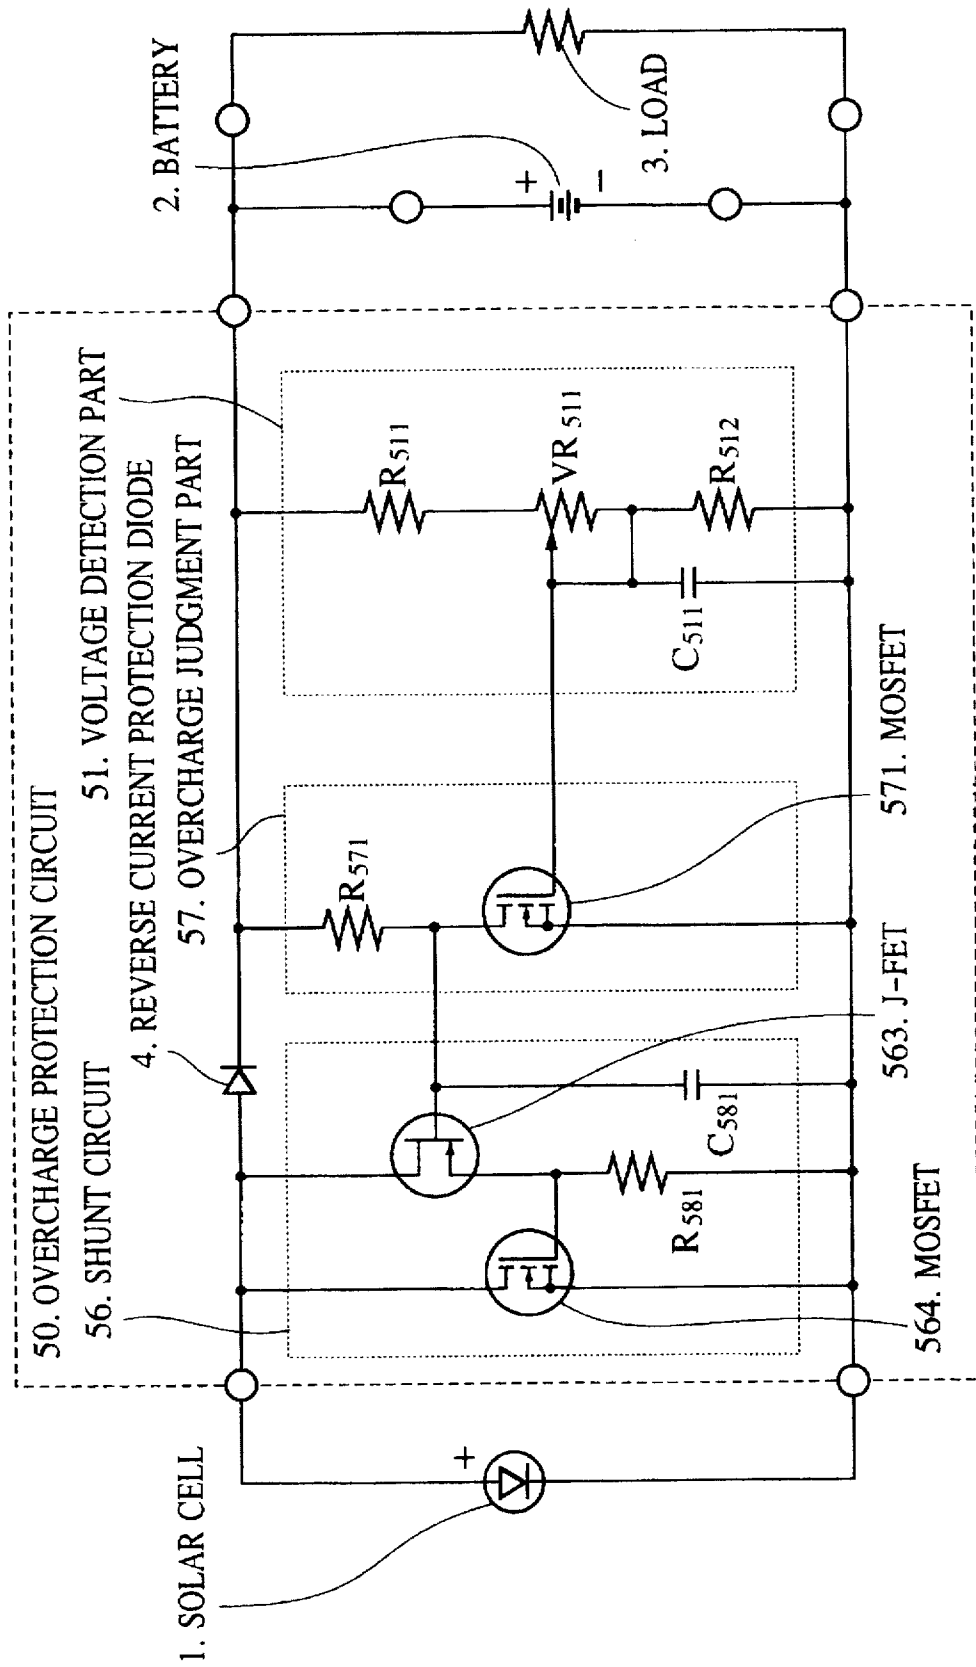 50. OVERCHARGE PROTECTION CIRCUIT
51. VOLTAGE DETECTION PART
56. SHUNT CIRCUIT
4. REVERSE CURRENT PROTECTION DIODE
57. OVERCHARGE JUDGMENT PART
1. SOLAR CELL
2. BATTERY
+
+
−
R571
R511
VR511
R512
C511
R581
C581
3. LOAD
564. MOSFET
563. J-FET
571. MOSFET